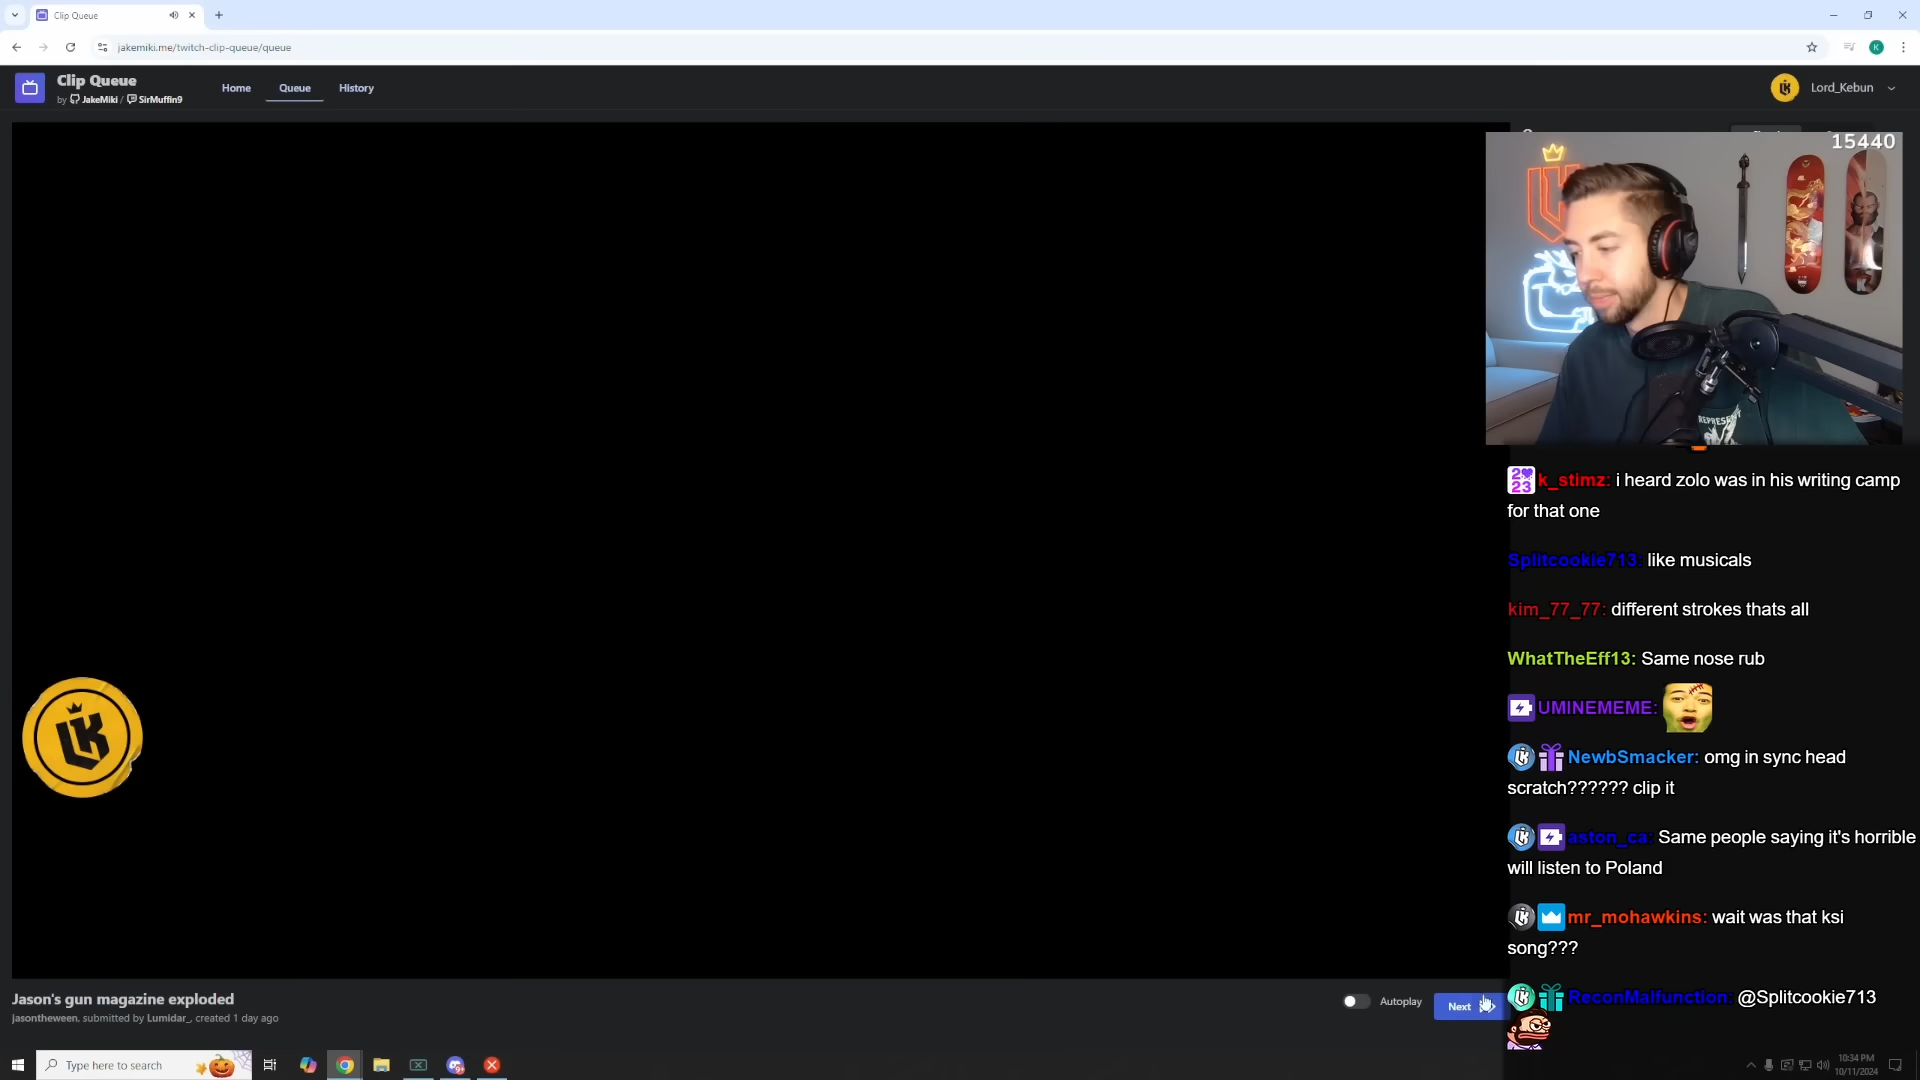 Clip Queue
jakemiki.me/twitch-clip-queue/queue
K
Clip Queue
by JakeMiki / SirMuffin9
Home
Queue
History
LK
Lord_Kebun
15440
LK
REPRESENT
k_stimz: i heard zolo was in his writing camp
for that one
Splitcookie713: like musicals
kim_77_77: different strokes thats all
WhatTheEff13: Same nose rub
UMINEMEME:
NewbSmacker: omg in sync head
scratch?????? clip it
aston_ca: Same people saying it's horrible
will listen to Poland
mr_mohawkins: wait was that ksi
song???
ReconMalfunction: @Splitcookie713
LK
Jason's gun magazine exploded
jasontheween, submitted by Lumidar_, created 1 day ago
Autoplay
Next
Type here to search
10:34 PM
10/11/2024